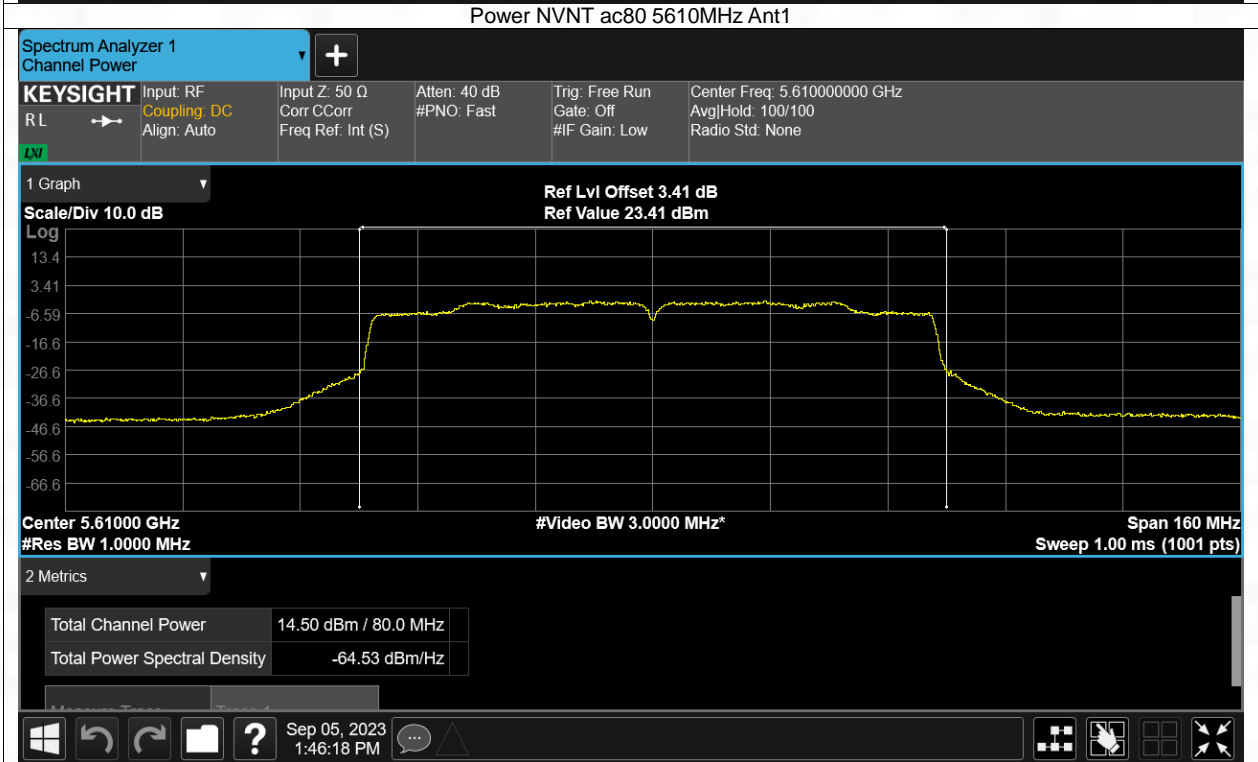 Power NVNT ac80 5610MHz Ant1
Spectrum Analyzer 1
Channel Power
KEYSIGHT
R L
LXI
Input: RF
Coupling: DC
Align: Auto
Input Z: 50 Ω
Corr CCorr
Freq Ref: Int (S)
Atten: 40 dB
#PNO: Fast
Trig: Free Run
Gate: Off
#IF Gain: Low
Center Freq: 5.610000000 GHz
Avg|Hold: 100/100
Radio Std: None
1 Graph
Scale/Div 10.0 dB
Ref Lvl Offset 3.41 dB
Ref Value 23.41 dBm
Log
13.4
3.41
-6.59
-16.6
-26.6
-36.6
-46.6
-56.6
-66.6
Center 5.61000 GHz
#Video BW 3.0000 MHz*
Span 160 MHz
#Res BW 1.0000 MHz
Sweep 1.00 ms (1001 pts)
2 Metrics
Total Channel Power 14.50 dBm / 80.0 MHz
Total Power Spectral Density -64.53 dBm/Hz
Sep 05, 2023
1:46:18 PM